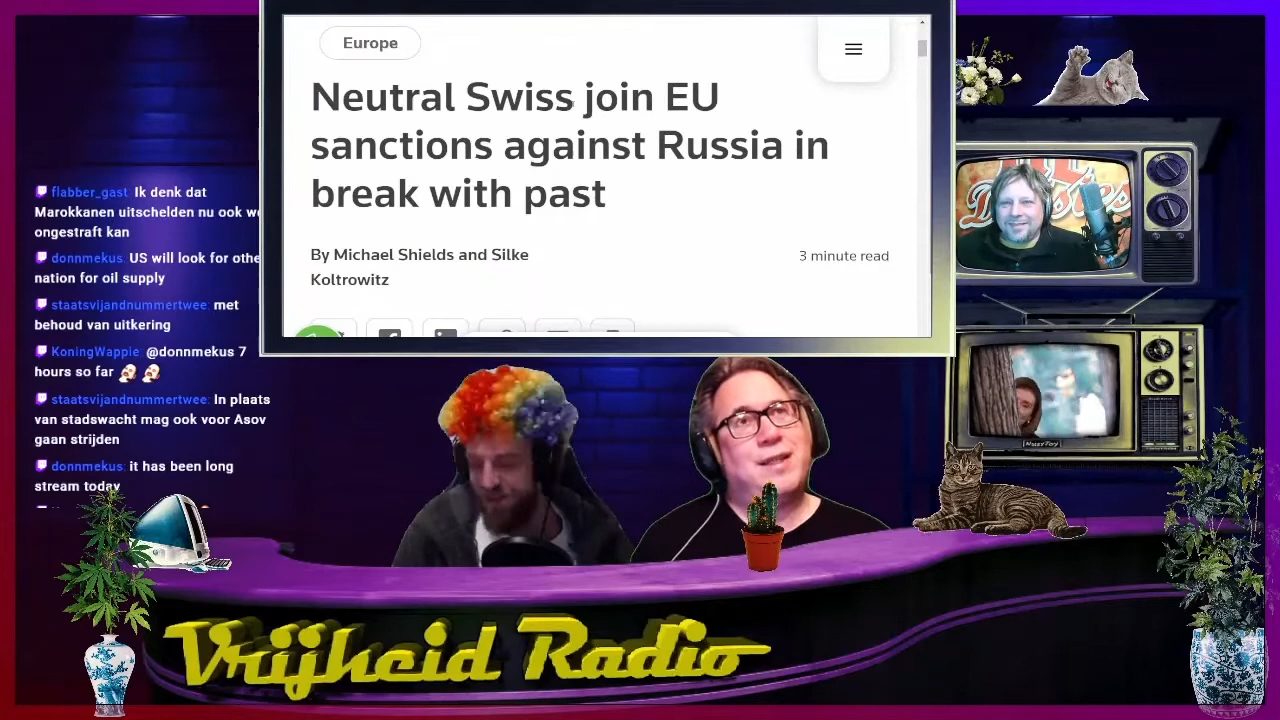 Europe
Neutral Swiss join EU
sanctions against Russia in
break with past
By Michael Shields and Silke
Koltrowitz
3 minute read
flabber_gast: Ik denk dat
Marokkanen uitschelden nu ook
ongestraft kan
donnmekus: US will look for
nation for oil supply
staatsvijandnummertwee: met
behoud van uitkering
KoningWappie: @donnmekus 7
hours so far
staatsvijandnummertwee: In plaats
van strafwacht mag ook voor Asov
gaan strijden
donnmekus: it has been long
stream today
Vrijheid Radio